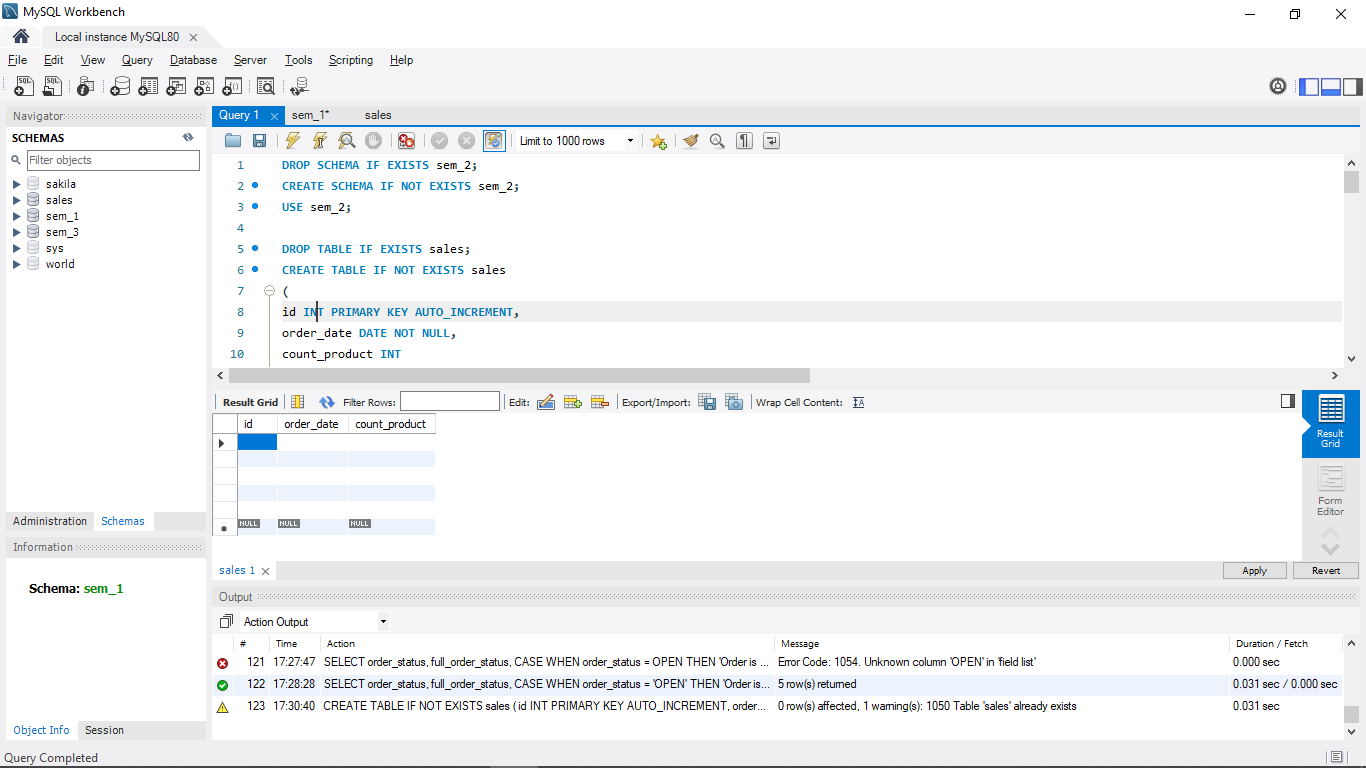 MySQL Workbench
Local instance MySQL80
File Edit View Query Database Server Tools Scripting Help
Navigator
SCHEMAS
Filter objects
sakila
sales
sem_1
sem_3
sys
world
Administration Schemas
Information
Schema: sem_1
Object Info Session
Query Completed
Query 1 sem_1* sales
Limit to 1000 rows
1 DROP SCHEMA IF EXISTS sem_2;
2 CREATE SCHEMA IF NOT EXISTS sem_2;
3 USE sem_2;
4
5 DROP TABLE IF EXISTS sales;
6 CREATE TABLE IF NOT EXISTS sales
7 (
8 id INT PRIMARY KEY AUTO_INCREMENT,
9 order_date DATE NOT NULL,
10 count_product INT
Result Grid Filter Rows: Edit: Export/Import: Wrap Cell Content:
id order_date count_product
NULL NULL NULL
Result Grid
Form Editor
sales 1 Apply Revert
Output
Action Output
# Time Action Message Duration / Fetch
121 17:27:47 SELECT order_status, full_order_status, CASE WHEN order_status = OPEN THEN 'Order is ... Error Code: 1054. Unknown column 'OPEN' in 'field list' 0.000 sec
122 17:28:28 SELECT order_status, full_order_status, CASE WHEN order_status = 'OPEN' THEN 'Order is... 5 row(s) returned 0.031 sec / 0.000 sec
123 17:30:40 CREATE TABLE IF NOT EXISTS sales ( id INT PRIMARY KEY AUTO_INCREMENT, order... 0 row(s) affected, 1 warning(s): 1050 Table 'sales' already exists 0.031 sec